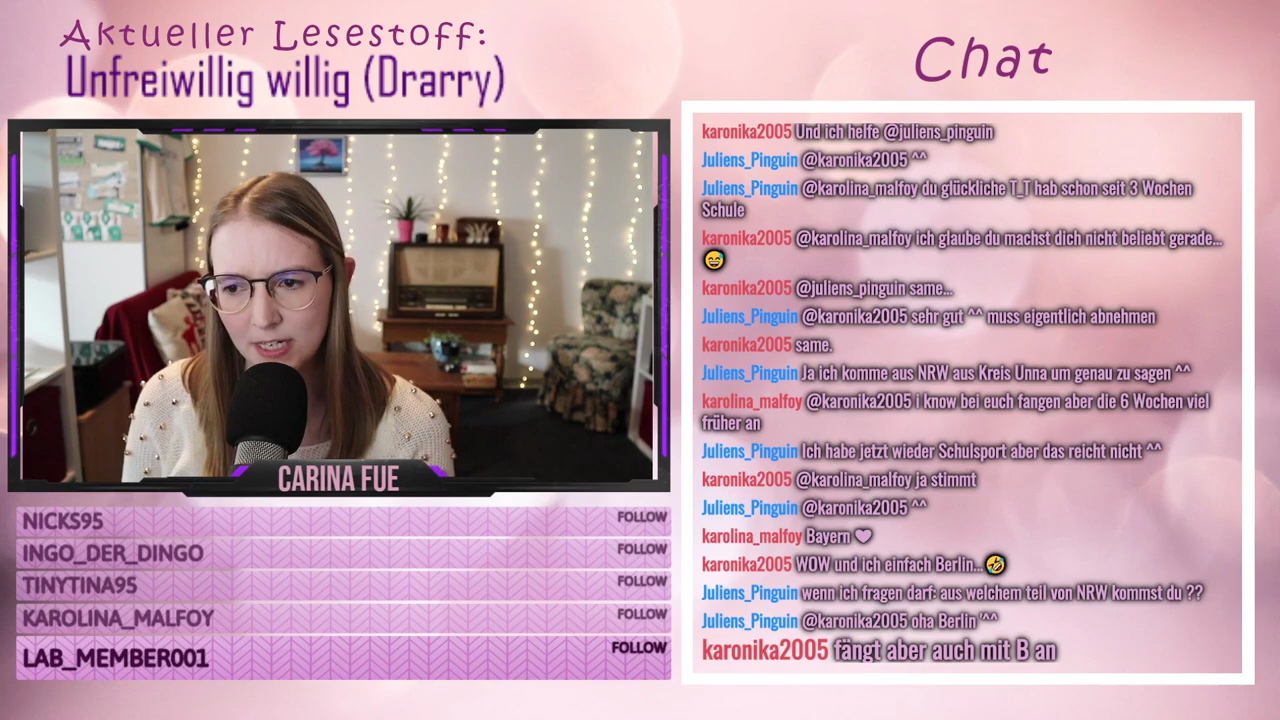 Aktueller Lesestoff:
Unfreiwillig willig (Drarry)
Chat
karonika2005 Und ich helfe @juliens_pinguin
Juliens_Pinguin @karonika2005 ^^
Juliens_Pinguin @karolina_malfoy du glückliche T_T hab schon seit 3 Wochen
Schule
karonika2005 @karolina_malfoy ich glaube du machst dich nicht beliebt gerade...
😅
karonika2005 @juliens_pinguin same...
Juliens_Pinguin @karonika2005 sehr gut ^^ muss eigentlich abnehmen
karonika2005 same.
Juliens_Pinguin Ja ich komme aus NRW aus Kreis Unna um genau zu sagen ^^
karolina_malfoy @karonika2005 i know bei euch fangen aber die 6 Wochen viel
früher an
Juliens_Pinguin Ich habe jetzt wieder Schulsport aber das reicht nicht ^^
karonika2005 @karolina_malfoy ja stimmt
Juliens_Pinguin @karonika2005 ^^
karolina_malfoy Bayern 💜
karonika2005 WOW und ich einfach Berlin... 🤣
Juliens_Pinguin wenn ich fragen darf: aus welchem teil von NRW kommst du ??
Juliens_Pinguin @karonika2005 oha Berlin '^^
karonika2005 fängt aber auch mit B an
CARINA FUE
NICKS95 FOLLOW
INGO_DER_DINGO FOLLOW
TINYTINA95 FOLLOW
KAROLINA_MALFOY FOLLOW
LAB_MEMBER001 FOLLOW